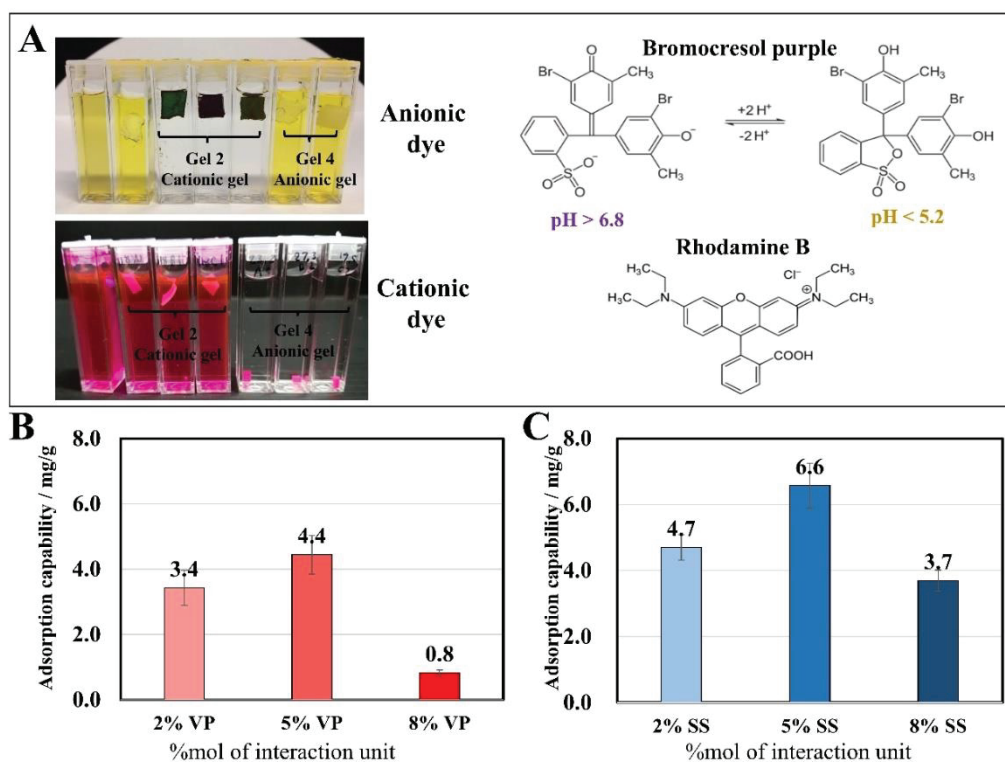 A
Anionic
dye
Gel 2
Cationic gel
Gel 4
Anionic gel
Cationic
dye
Gel 2
Cationic gel
Gel 4
Anionic gel
Bromocresol purple
O
Br
CH₃
Br
O⁻
CH₃
O⁻
S
O
O
pH > 6.8
+2 H⁺
-2 H⁺
OH
Br
CH₃
Br
OH
CH₃
O
S
O
O
pH < 5.2
Rhodamine B
H₃C
N
H₃C
O
Cl⁻
N⁺
CH₃
CH₃
COOH
B
Adsorption capability / mg/g
8.0
6.0
4.0
2.0
0.0
3.4
4.4
0.8
2% VP
5% VP
8% VP
%mol of interaction unit
C
Adsorption capability / mg/g
8.0
6.0
4.0
2.0
0.0
4.7
6.6
3.7
2% SS
5% SS
8% SS
%mol of interaction unit